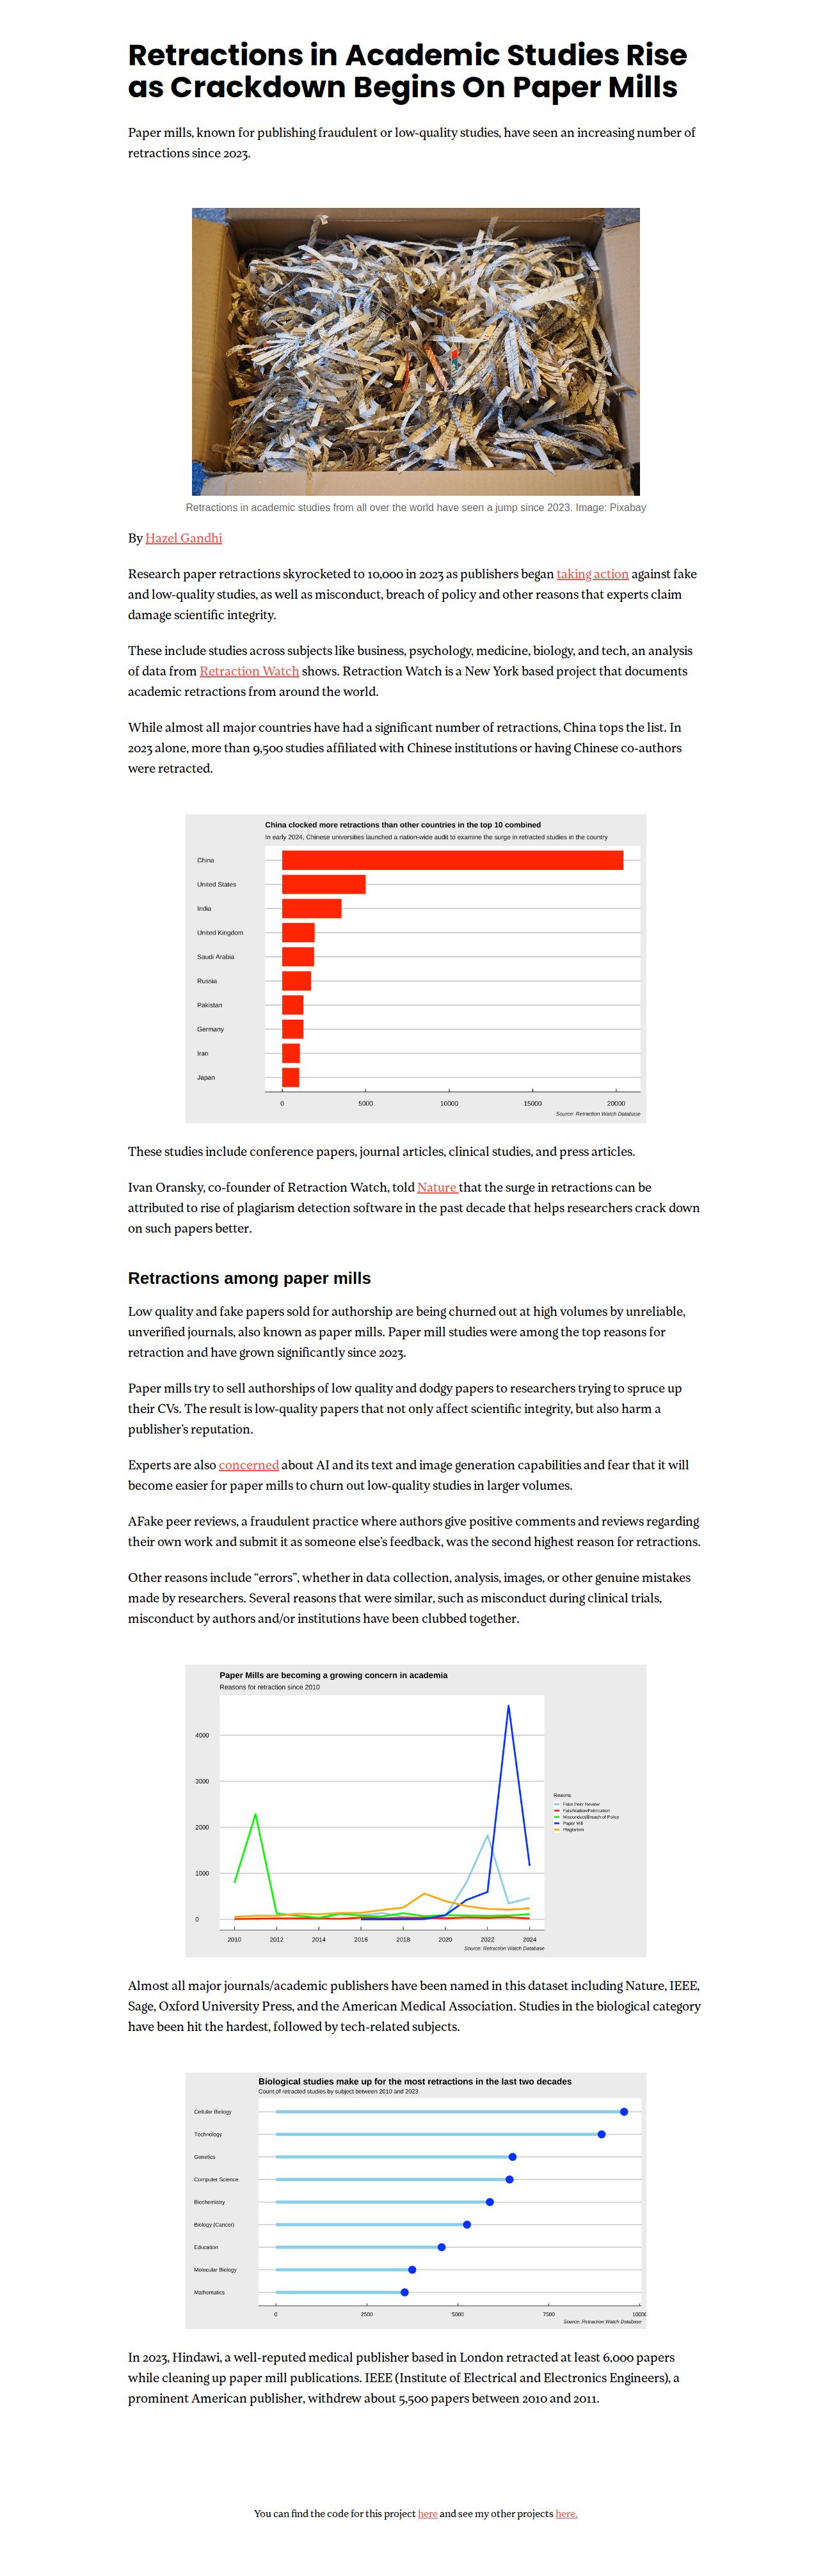 Retractions in Academic Studies Rise
as Crackdown Begins On Paper Mills
Paper mills, known for publishing fraudulent or low-quality studies, have seen an increasing number of
retractions since 2023.
Retractions in academic studies from all over the world have seen a jump since 2023. Image: Pixabay
By Hazel Gandhi
Research paper retractions skyrocketed to 10,000 in 2023 as publishers began taking action against fake
and low-quality studies, as well as misconduct, breach of policy and other reasons that experts claim
damage scientific integrity.
These include studies across subjects like business, psychology, medicine, biology, and tech, an analysis
of data from Retraction Watch shows. Retraction Watch is a New York based project that documents
academic retractions from around the world.
While almost all major countries have had a significant number of retractions, China tops the list. In
2023 alone, more than 9,500 studies affiliated with Chinese institutions or having Chinese co-authors
were retracted.
China clocked more retractions than other countries in the top 10 combined
In early 2024, Chinese universities launched a nation-wide audit to examine the surge in retracted studies in the country
China
United States
India
United Kingdom
Saudi Arabia
Russia
Pakistan
Germany
Iran
Japan
0 5000 10000 15000 20000
Source: Retraction Watch Database
These studies include conference papers, journal articles, clinical studies, and press articles.
Ivan Oransky, co-founder of Retraction Watch, told Nature that the surge in retractions can be
attributed to rise of plagiarism detection software in the past decade that helps researchers crack down
on such papers better.
Retractions among paper mills
Low quality and fake papers sold for authorship are being churned out at high volumes by unreliable,
unverified journals, also known as paper mills. Paper mill studies were among the top reasons for
retraction and have grown significantly since 2023.
Paper mills try to sell authorships of low quality and dodgy papers to researchers trying to spruce up
their CVs. The result is low-quality papers that not only affect scientific integrity, but also harm a
publisher's reputation.
Experts are also concerned about AI and its text and image generation capabilities and fear that it will
become easier for paper mills to churn out low-quality studies in larger volumes.
AFake peer reviews, a fraudulent practice where authors give positive comments and reviews regarding
their own work and submit it as someone else's feedback, was the second highest reason for retractions.
Other reasons include “errors”, whether in data collection, analysis, images, or other genuine mistakes
made by researchers. Several reasons that were similar, such as misconduct during clinical trials,
misconduct by authors and/or institutions have been clubbed together.
Paper Mills are becoming a growing concern in academia
Reasons for retraction since 2010
4000
3000
2000
1000
0
2010 2012 2014 2016 2018 2020 2022 2024
Reasons
Fake Peer Review
Falsification/Fabrication
Misconduct/Breach of Policy
Paper Mill
Plagiarism
Source: Retraction Watch Database
Almost all major journals/academic publishers have been named in this dataset including Nature, IEEE,
Sage, Oxford University Press, and the American Medical Association. Studies in the biological category
have been hit the hardest, followed by tech-related subjects.
Biological studies make up for the most retractions in the last two decades
Count of retracted studies by subject between 2010 and 2023
Cellular Biology
Technology
Genetics
Computer Science
Biochemistry
Biology (Cancer)
Education
Molecular Biology
Mathematics
0 2500 5000 7500 10000
Source: Retraction Watch Database
In 2023, Hindawi, a well-reputed medical publisher based in London retracted at least 6,000 papers
while cleaning up paper mill publications. IEEE (Institute of Electrical and Electronics Engineers), a
prominent American publisher, withdrew about 5,500 papers between 2010 and 2011.
You can find the code for this project here and see my other projects here.